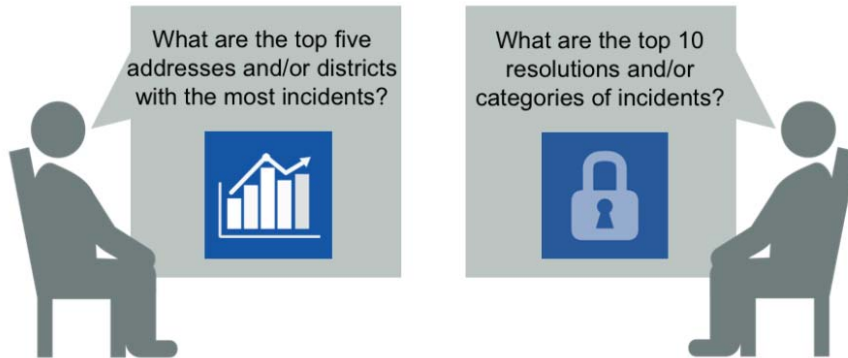 What are the top five
addresses and/or districts
with the most incidents?
What are the top 10
resolutions and/or
categories of incidents?